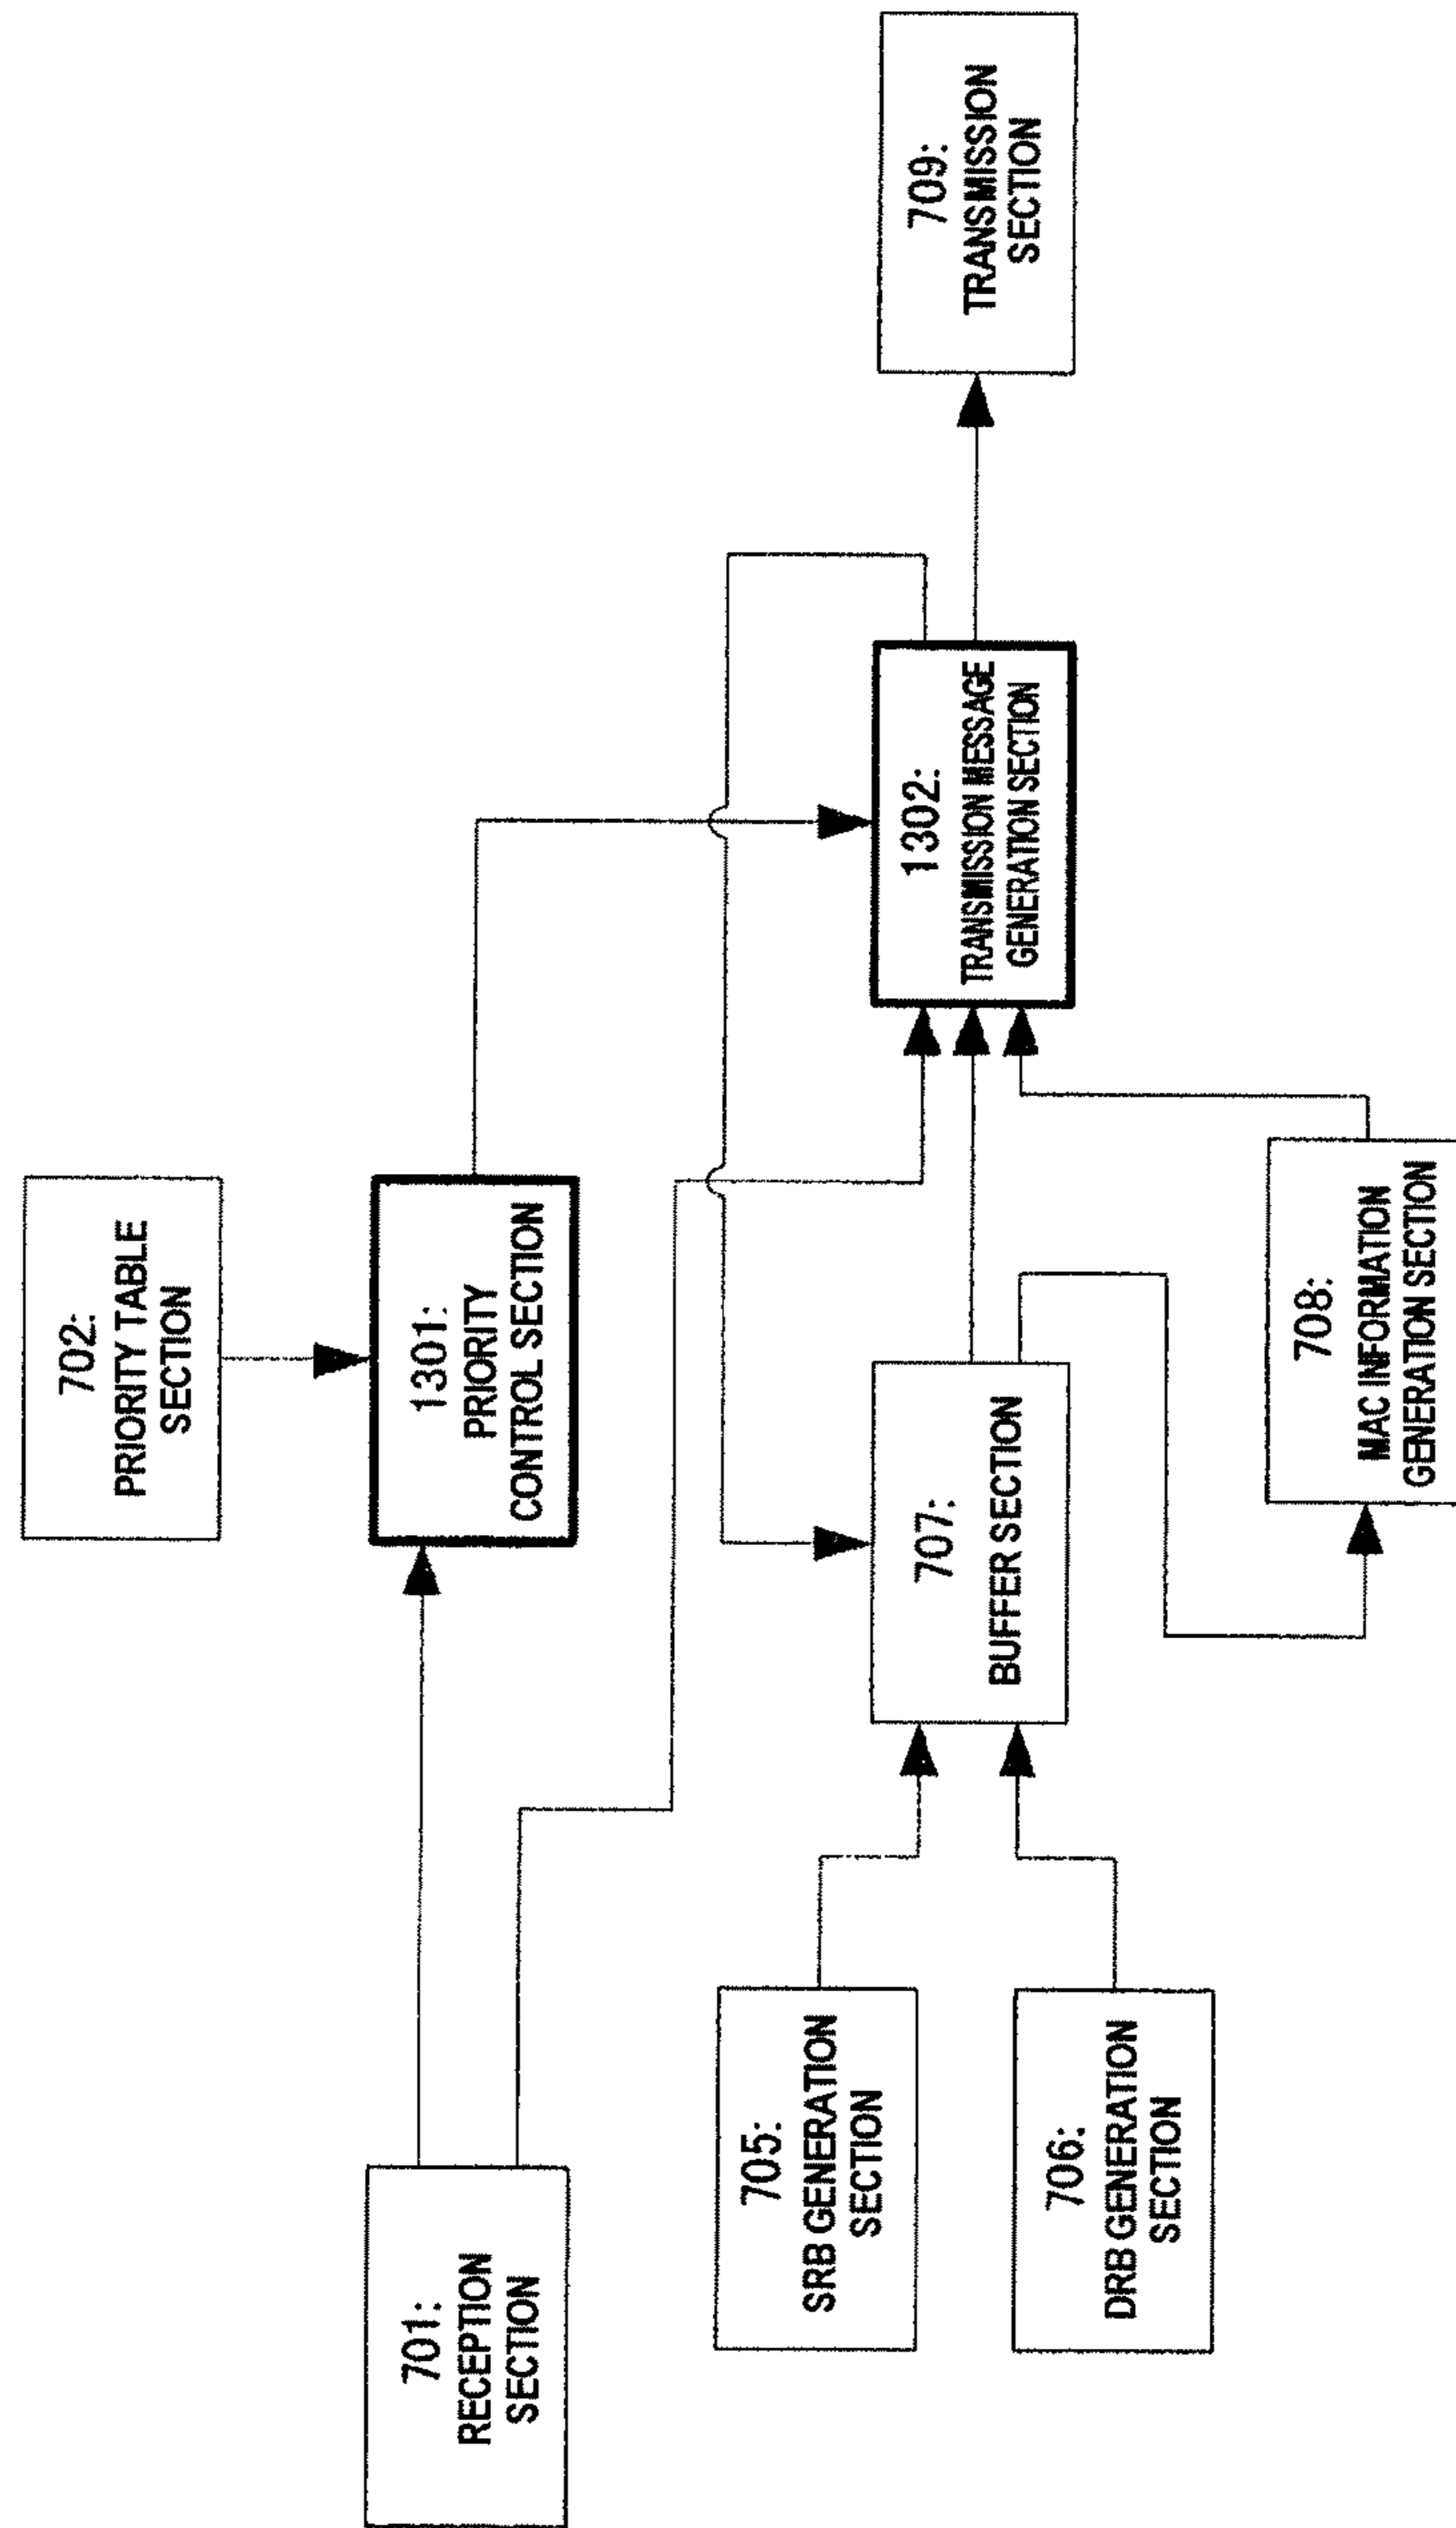 702:
PRIORITY TABLE
SECTION
701:
RECEPTION
SECTION
1301:
PRIORITY
CONTROL SECTION
705:
SRB GENERATION
SECTION
706:
DRB GENERATION
SECTION
707:
BUFFER SECTION
1302:
TRANSMISSION MESSAGE
GENERATION SECTION
709:
TRANSMISSION
SECTION
708:
MAC INFORMATION
GENERATION SECTION